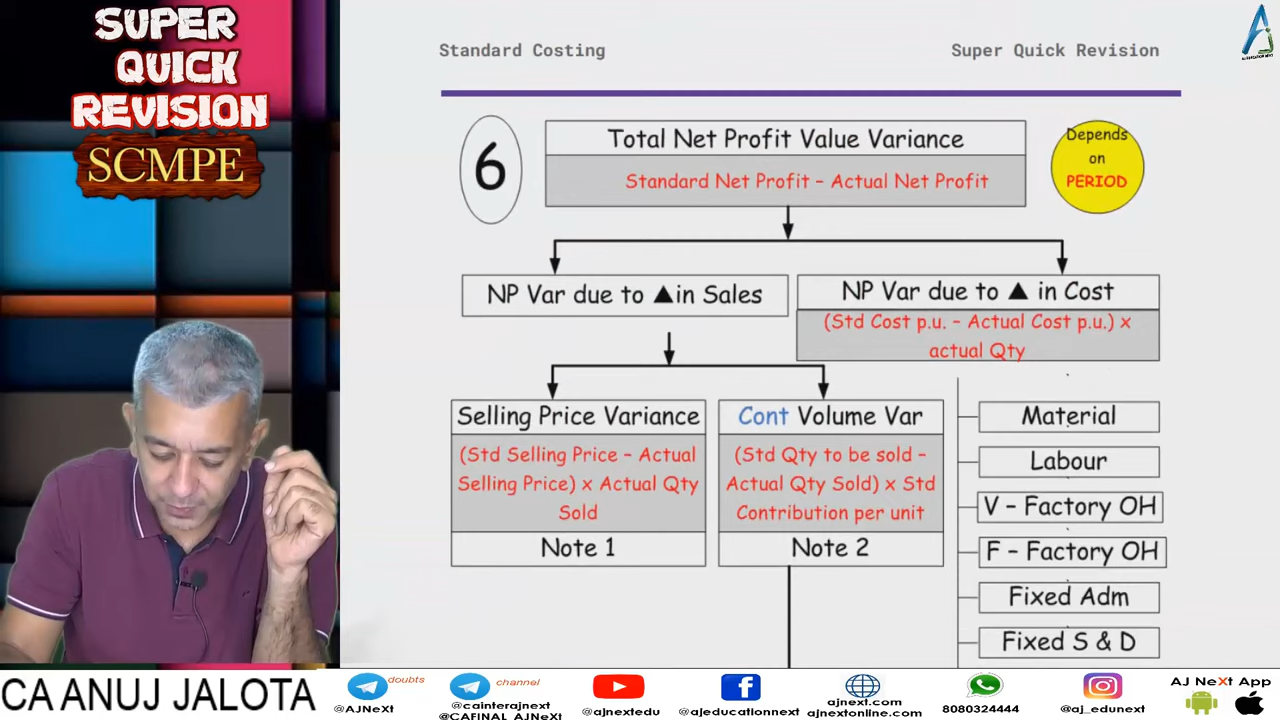 SUPER
QUICK
REVISION
SCMPE
Standard Costing
Super Quick Revision
6
Total Net Profit Value Variance
Standard Net Profit – Actual Net Profit
Depends
on
PERIOD
NP Var due to ▲in Sales
NP Var due to ▲ in Cost
(Std Cost p.u. – Actual Cost p.u.) x
actual Qty
Selling Price Variance
(Std Selling Price – Actual
Selling Price) x Actual Qty
Sold
Note 1
Cont Volume Var
(Std Qty to be sold –
Actual Qty Sold) x Std
Contribution per unit
Note 2
Material
Labour
V – Factory OH
F – Factory OH
Fixed Adm
Fixed S & D
CA ANUJ JALOTA
doubts
@AJNeXt
channel
@cainterajnext
@CAFINAL_AJNeXt
@ajnextedu
@ajeducationnext
ajnext.com
ajnextonline.com
8080324444
@aj_edunext
AJ NeXt App